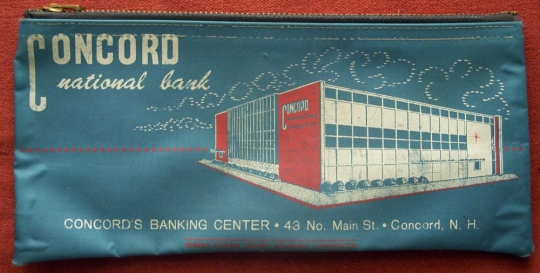 CONCORD
national bank
CONCORD
CONCORD'S BANKING CENTER • 43 No. Main St. • Concord, N. H.